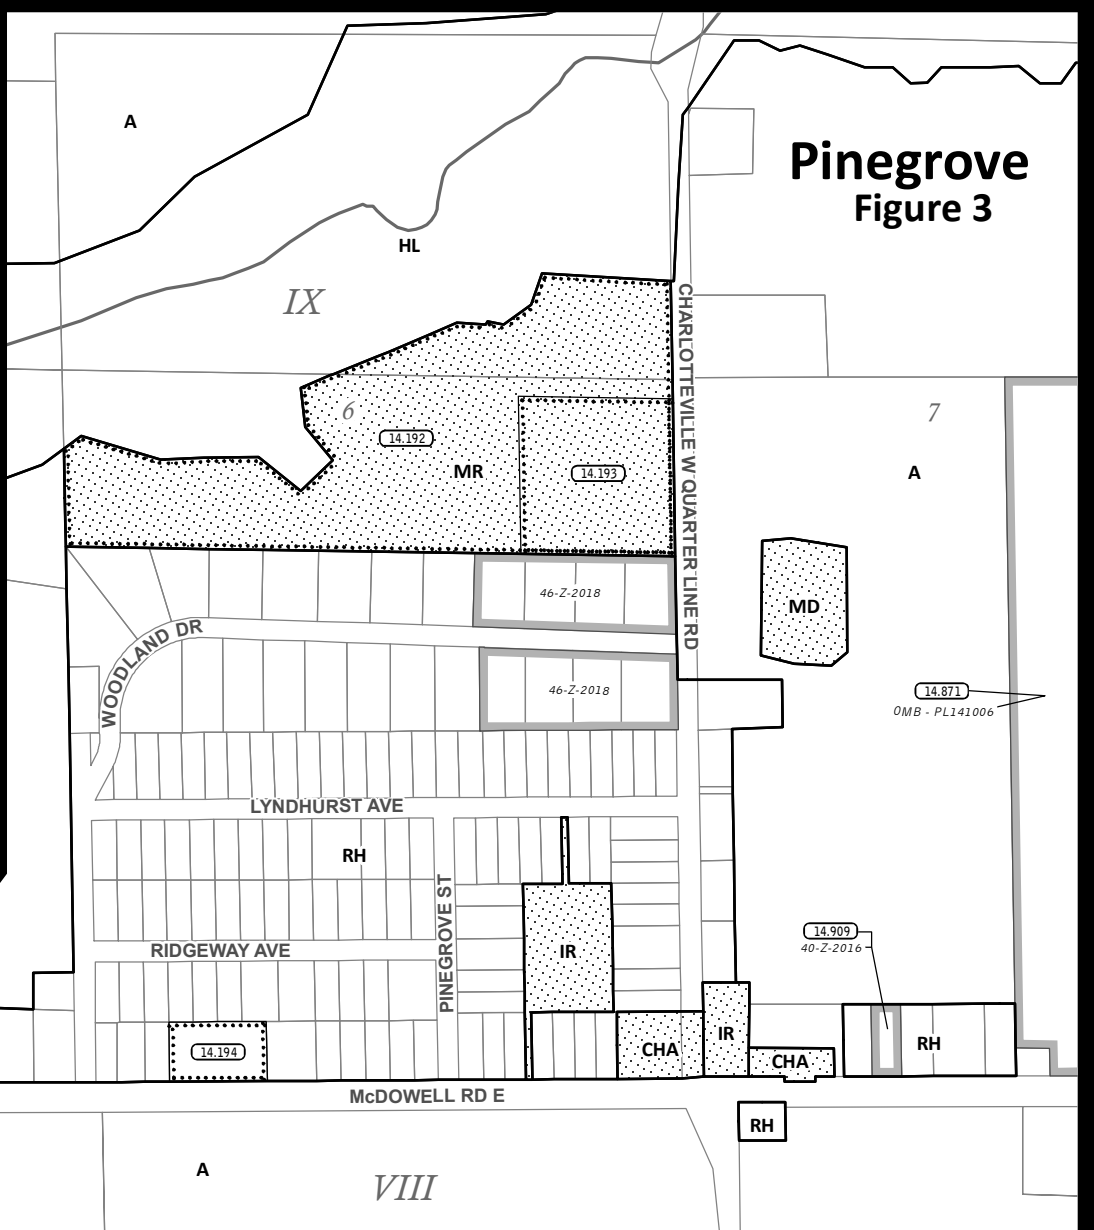 A
Pinegrove
Figure 3
HL
IX
CHARLOTTEVILLE W QUARTER LINE RD
6
7
14.192
MR
14.193
A
46-Z-2018
MD
WOODLAND DR
46-Z-2018
14.871
OMB - PL141006
LYNDHURST AVE
RH
PINEGROVE ST
14.909
40-Z-2016
RIDGEWAY AVE
IR
IR
CHA
RH
14.194
CHA
McDOWELL RD E
RH
A
VIII